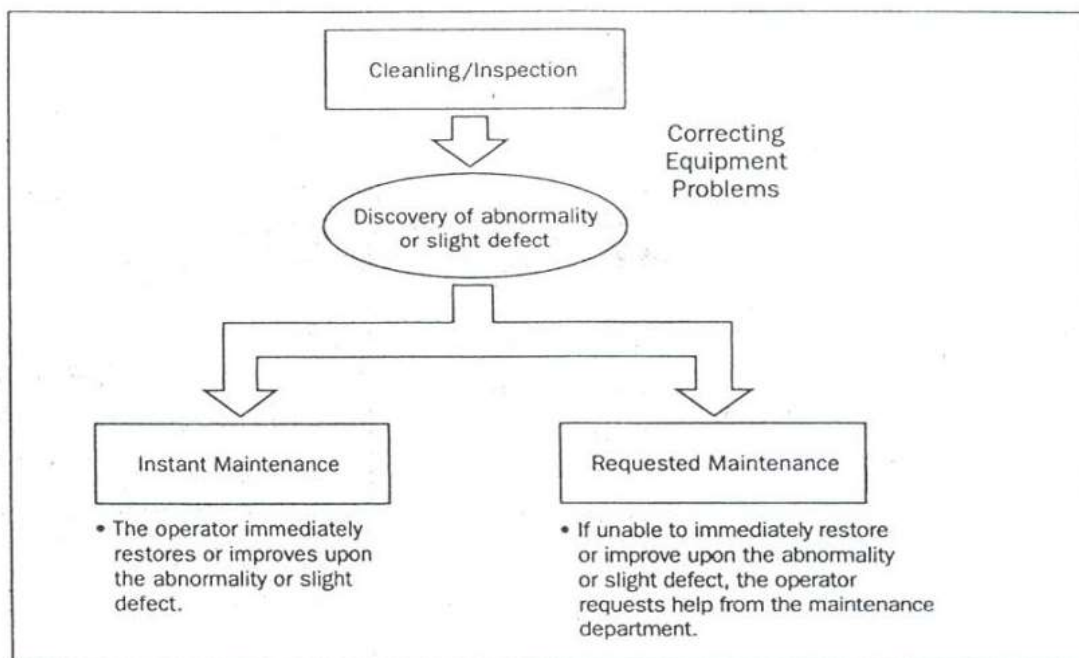 Cleanling/Inspection
Correcting
Equipment
Problems
Discovery of abnormality
or slight defect
Instant Maintenance
• The operator immediately
restores or improves upon
the abnormality or slight
defect.
Requested Maintenance
• If unable to immediately restore
or improve upon the abnormality
or slight defect, the operator
requests help from the maintenance
department.